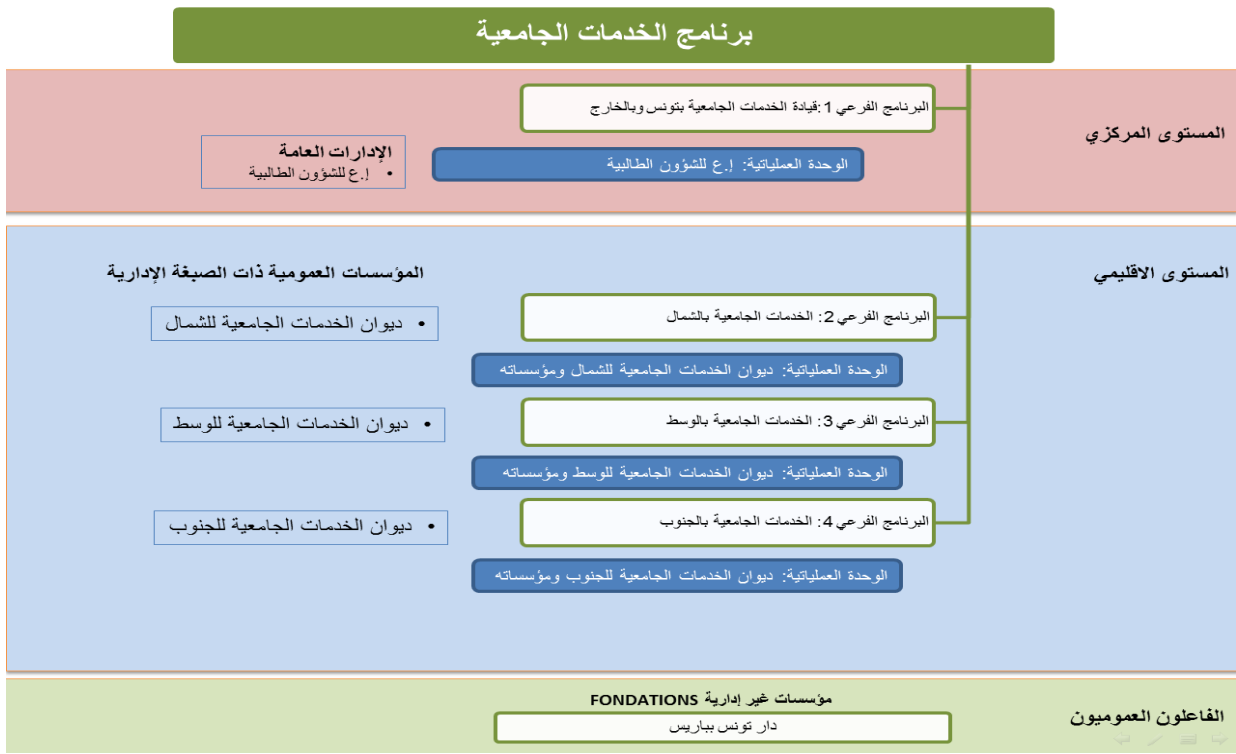 برنامج الخدمات الجامعية
المستوى المركزي
البرنامج الفرعي 1:قيادة الخدمات الجامعية بتونس وبالخارج
الوحدة العملياتية: إ.ع للشؤون الطالبية
الإدارات العامة
• إ.ع للشؤون الطالبية
المستوى الاقليمي
المؤسسات العمومية ذات الصبغة الإدارية
البرنامج الفرعي 2: الخدمات الجامعية بالشمال
• ديوان الخدمات الجامعية للشمال
الوحدة العملياتية: ديوان الخدمات الجامعية للشمال ومؤسساته
البرنامج الفرعي 3: الخدمات الجامعية بالوسط
• ديوان الخدمات الجامعية للوسط
الوحدة العملياتية: ديوان الخدمات الجامعية للوسط ومؤسساته
البرنامج الفرعي 4: الخدمات الجامعية بالجنوب
• ديوان الخدمات الجامعية للجنوب
الوحدة العملياتية: ديوان الخدمات الجامعية للجنوب ومؤسساته
الفاعلون العموميون
مؤسسات غير إدارية FONDATIONS
دار تونس بباريس